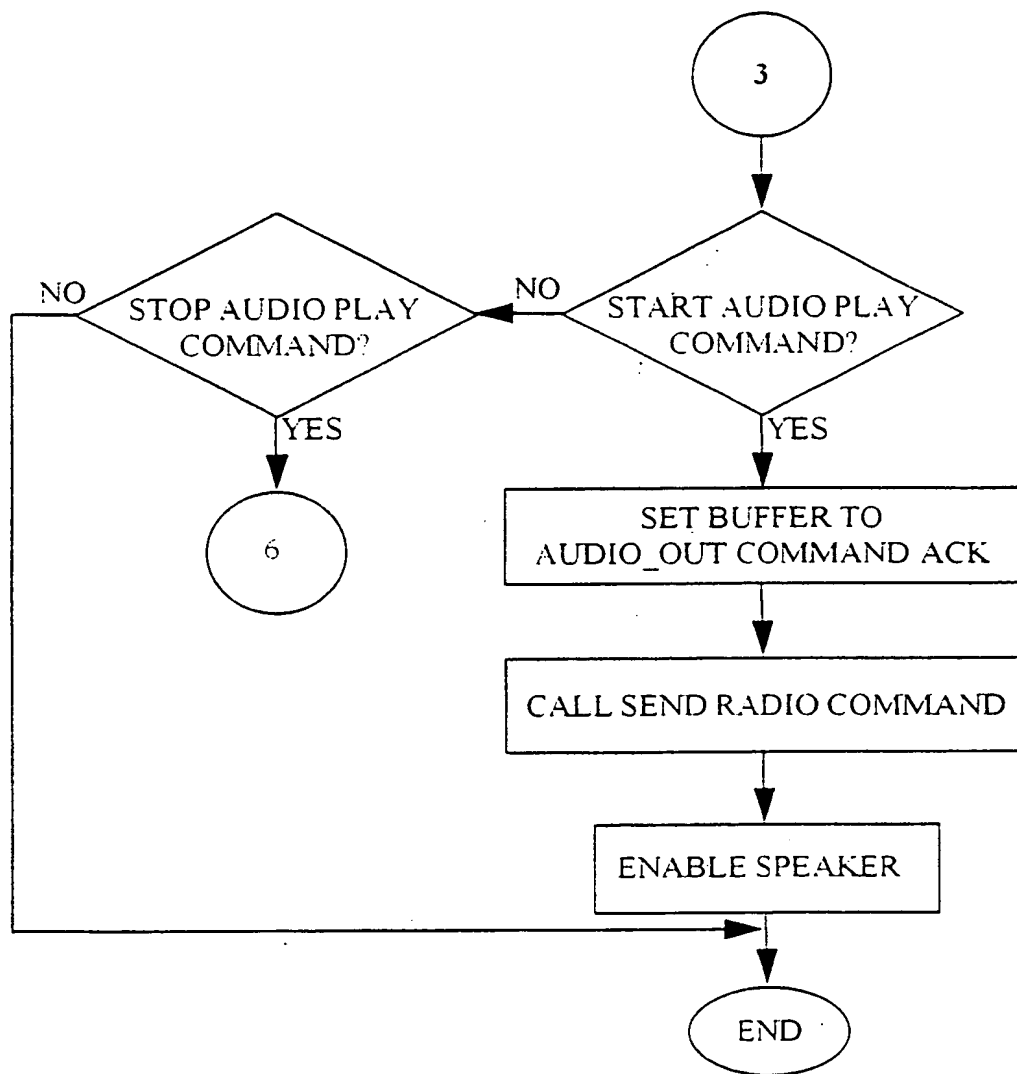 3
NO
STOP AUDIO PLAY
COMMAND?
NO
START AUDIO PLAY
COMMAND?
YES
YES
6
SET BUFFER TO
AUDIO_OUT COMMAND ACK
CALL SEND RADIO COMMAND
ENABLE SPEAKER
END